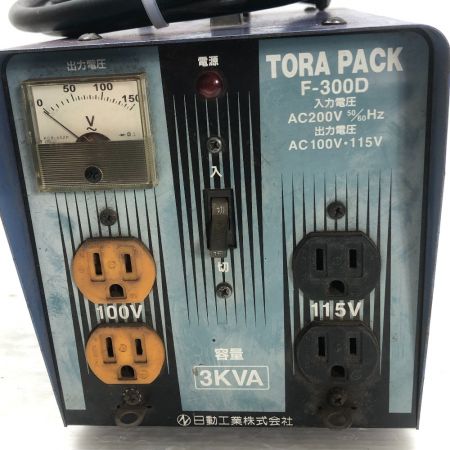 出力電圧
0 50 100 150
V
電源
TORA PACK
F-300D
入力電圧
AC200V 50/60Hz
出力電圧
AC100V・115V
入
切
100V
115V
容量
3KVA
日動工業株式会社